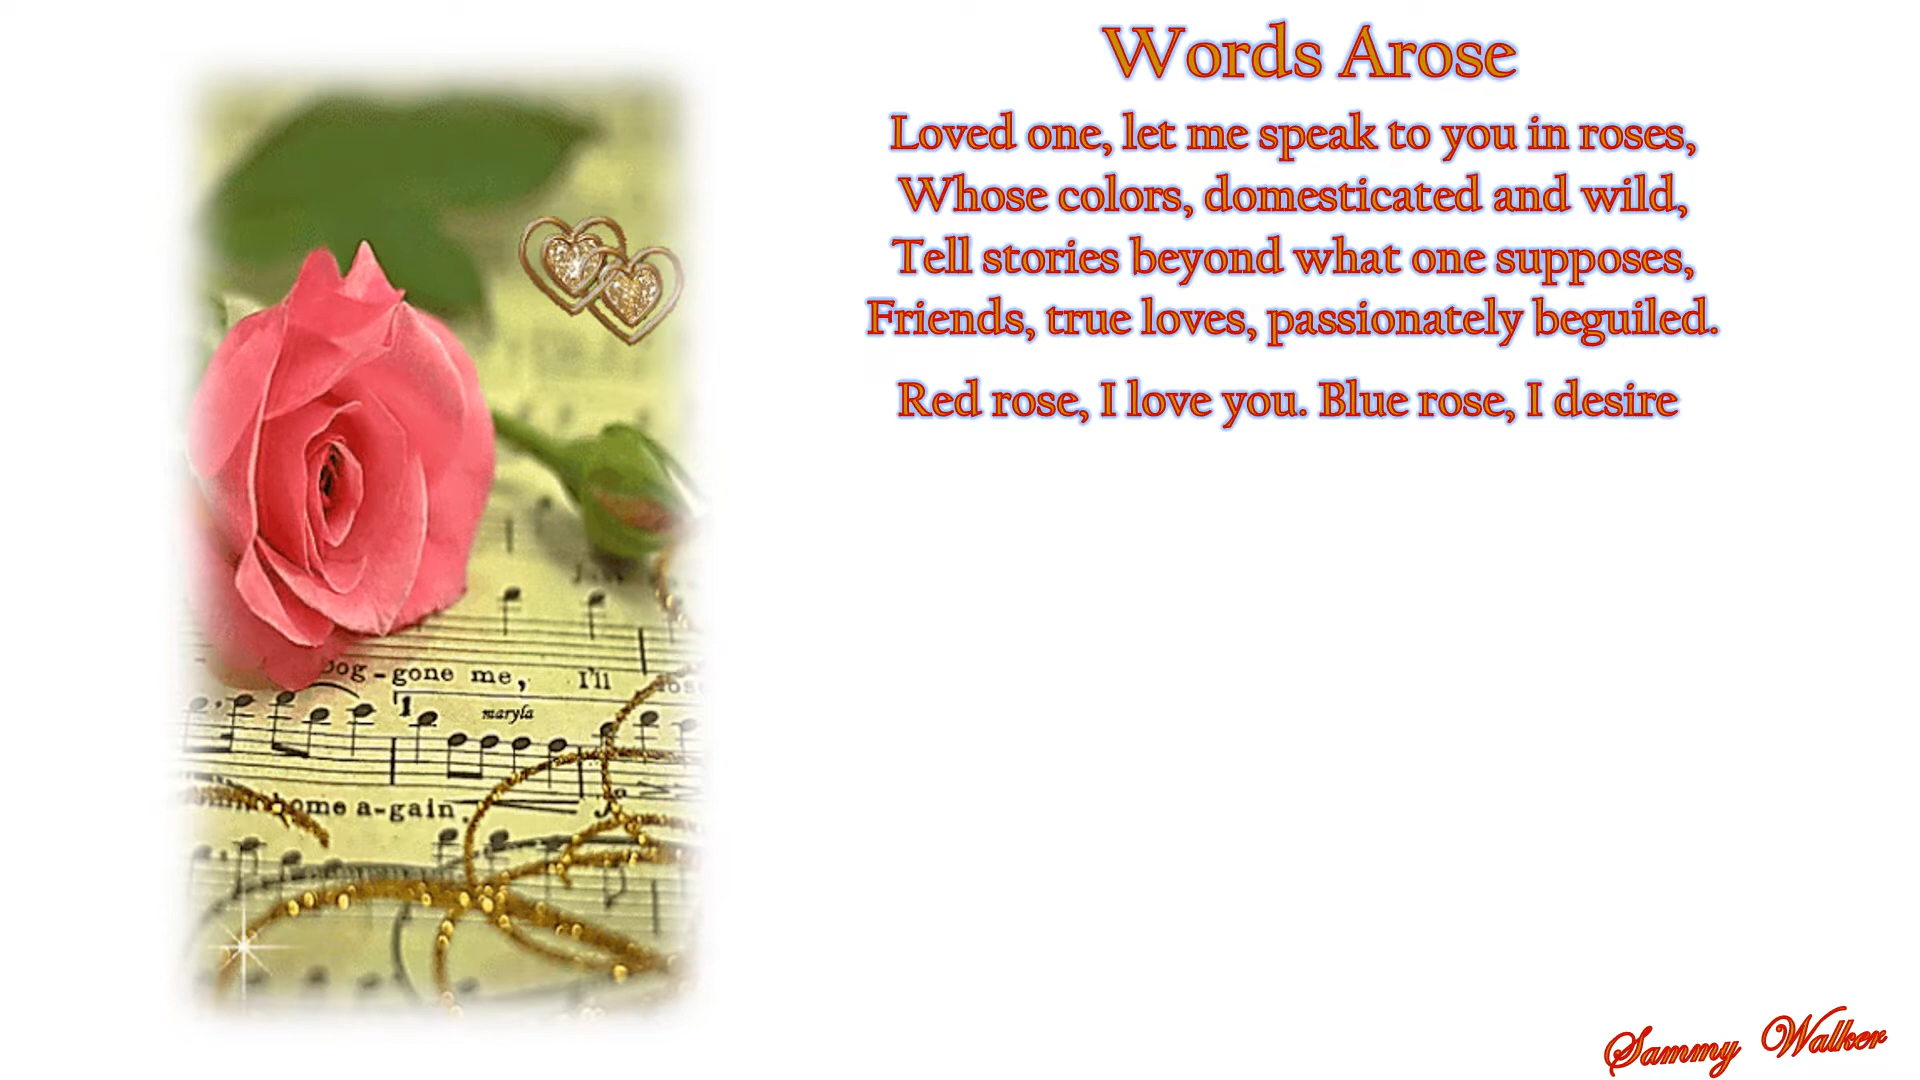 Words Arose
Loved one, let me speak to you in roses,
Whose colors, domesticated and wild,
Tell stories beyond what one supposes,
Friends, true loves, passionately beguiled.
Red rose, I love you. Blue rose, I desire
Dog-gone me, I'll
maryla
home a-gain.
Sammy Walker